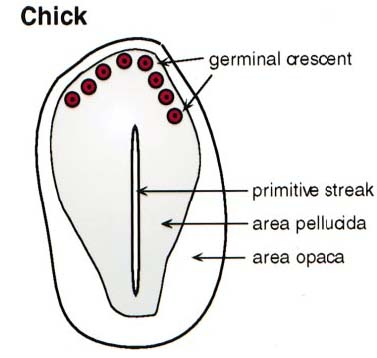 Chick
germinal crescent
primitive streak
area pellucida
area opaca